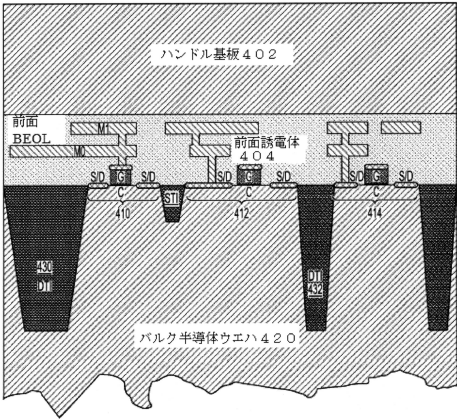 ハンドル基板402
前面
BEOL
M1
M0
前面誘電体
404
S/D G S/D
C
410
STI
S/D G S/D
C
412
S/D G S/D
C
414
430
DTI
DTI
432
バルク半導体ウエハ420